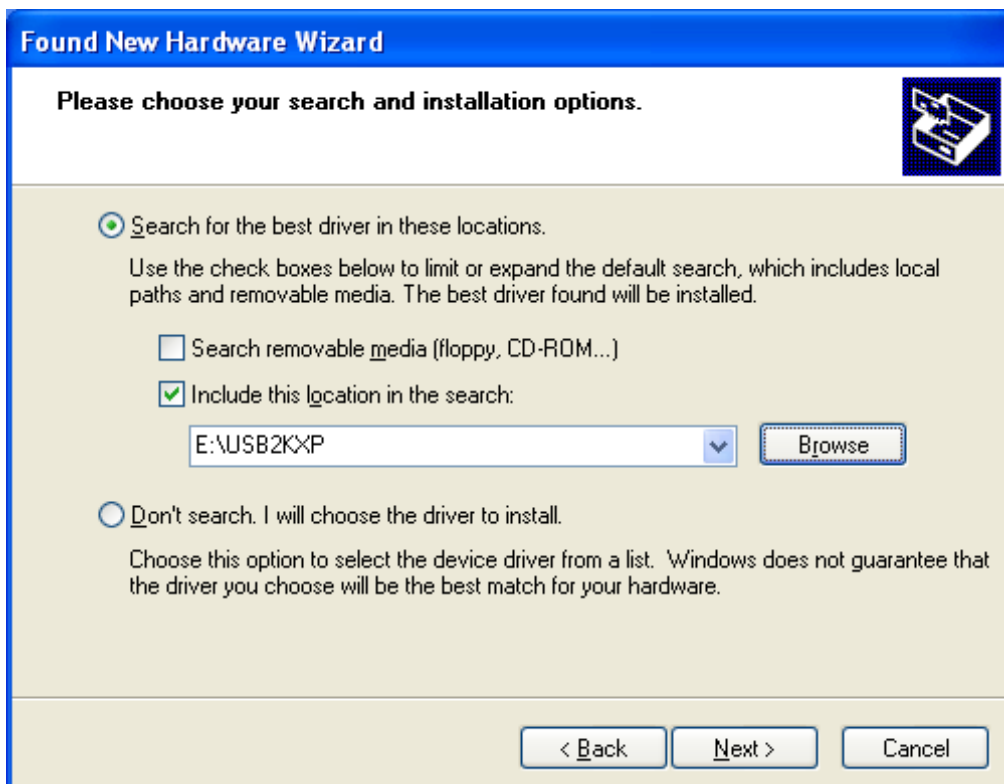 Found New Hardware Wizard
Please choose your search and installation options.
Search for the best driver in these locations.
Use the check boxes below to limit or expand the default search, which includes local
paths and removable media. The best driver found will be installed.
Search removable media (floppy, CD-ROM...)
Include this location in the search:
E:\USB2KXP
Browse
Don't search. I will choose the driver to install.
Choose this option to select the device driver from a list. Windows does not guarantee that
the driver you choose will be the best match for your hardware.
< Back Next > Cancel